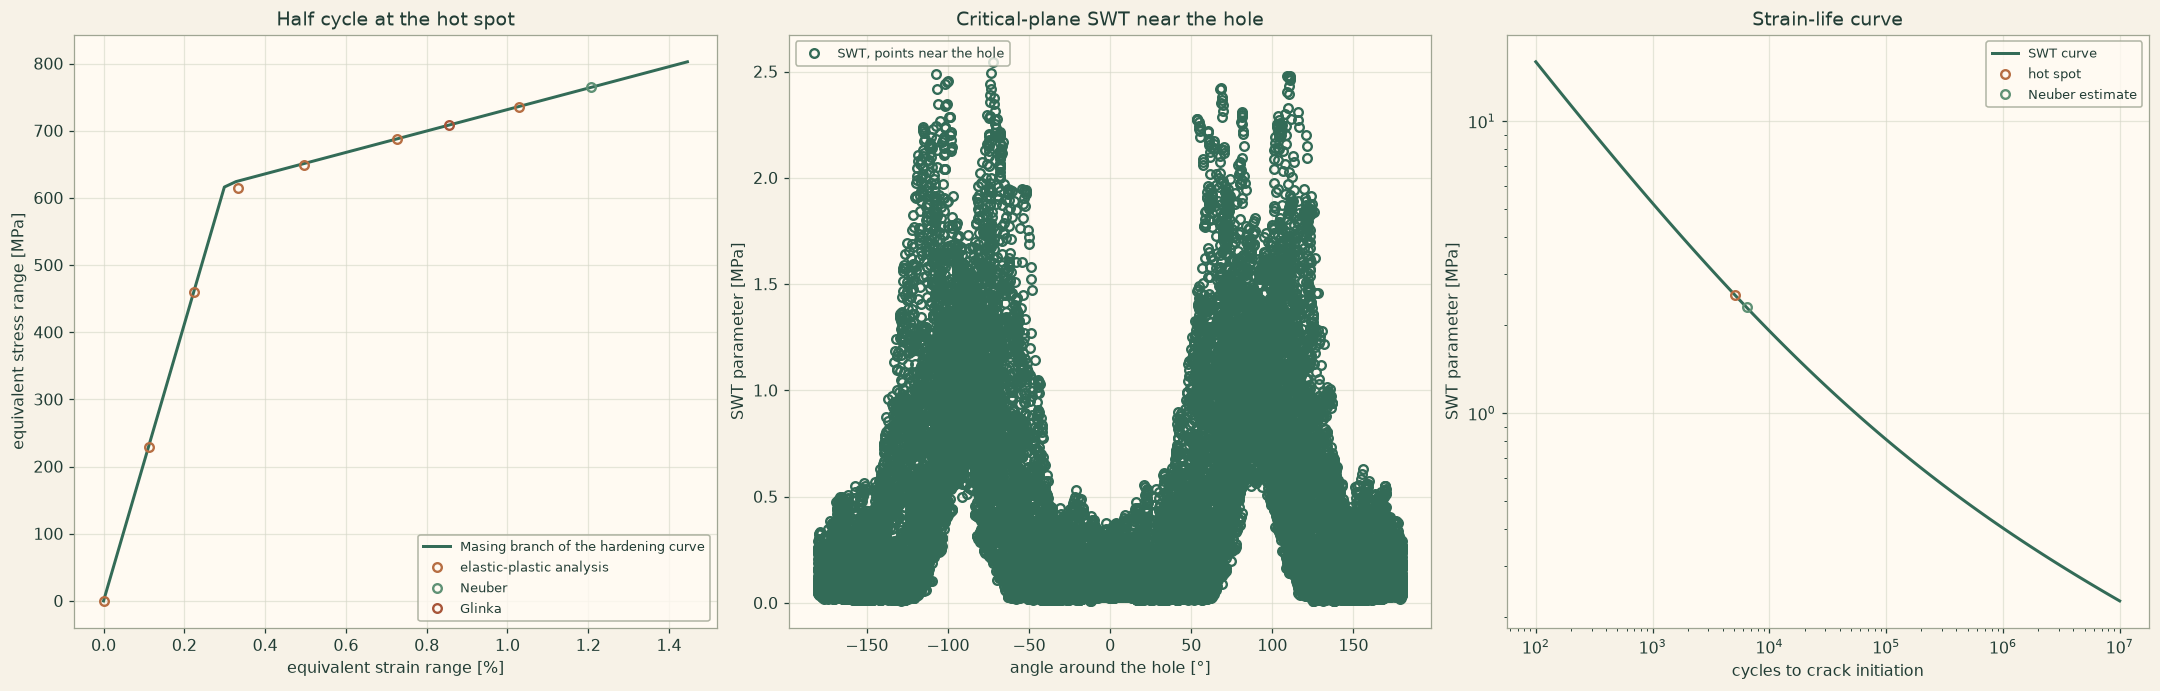 Half cycle at the hot spot
equivalent stress range [MPa]
800
700
600
500
400
300
200
100
0
Masing branch of the hardening curve
elastic-plastic analysis
Neuber
Glinka
0.0 0.2 0.4 0.6 0.8 1.0 1.2 1.4
equivalent strain range [%]
Critical-plane SWT near the hole
SWT parameter [MPa]
SWT, points near the hole
2.5
2.0
1.5
1.0
0.5
0.0
−150 −100 −50 0 50 100 150
angle around the hole [°]
Strain-life curve
SWT parameter [MPa]
SWT curve
hot spot
Neuber estimate
10¹
10⁰
10² 10³ 10⁴ 10⁵ 10⁶ 10⁷
cycles to crack initiation